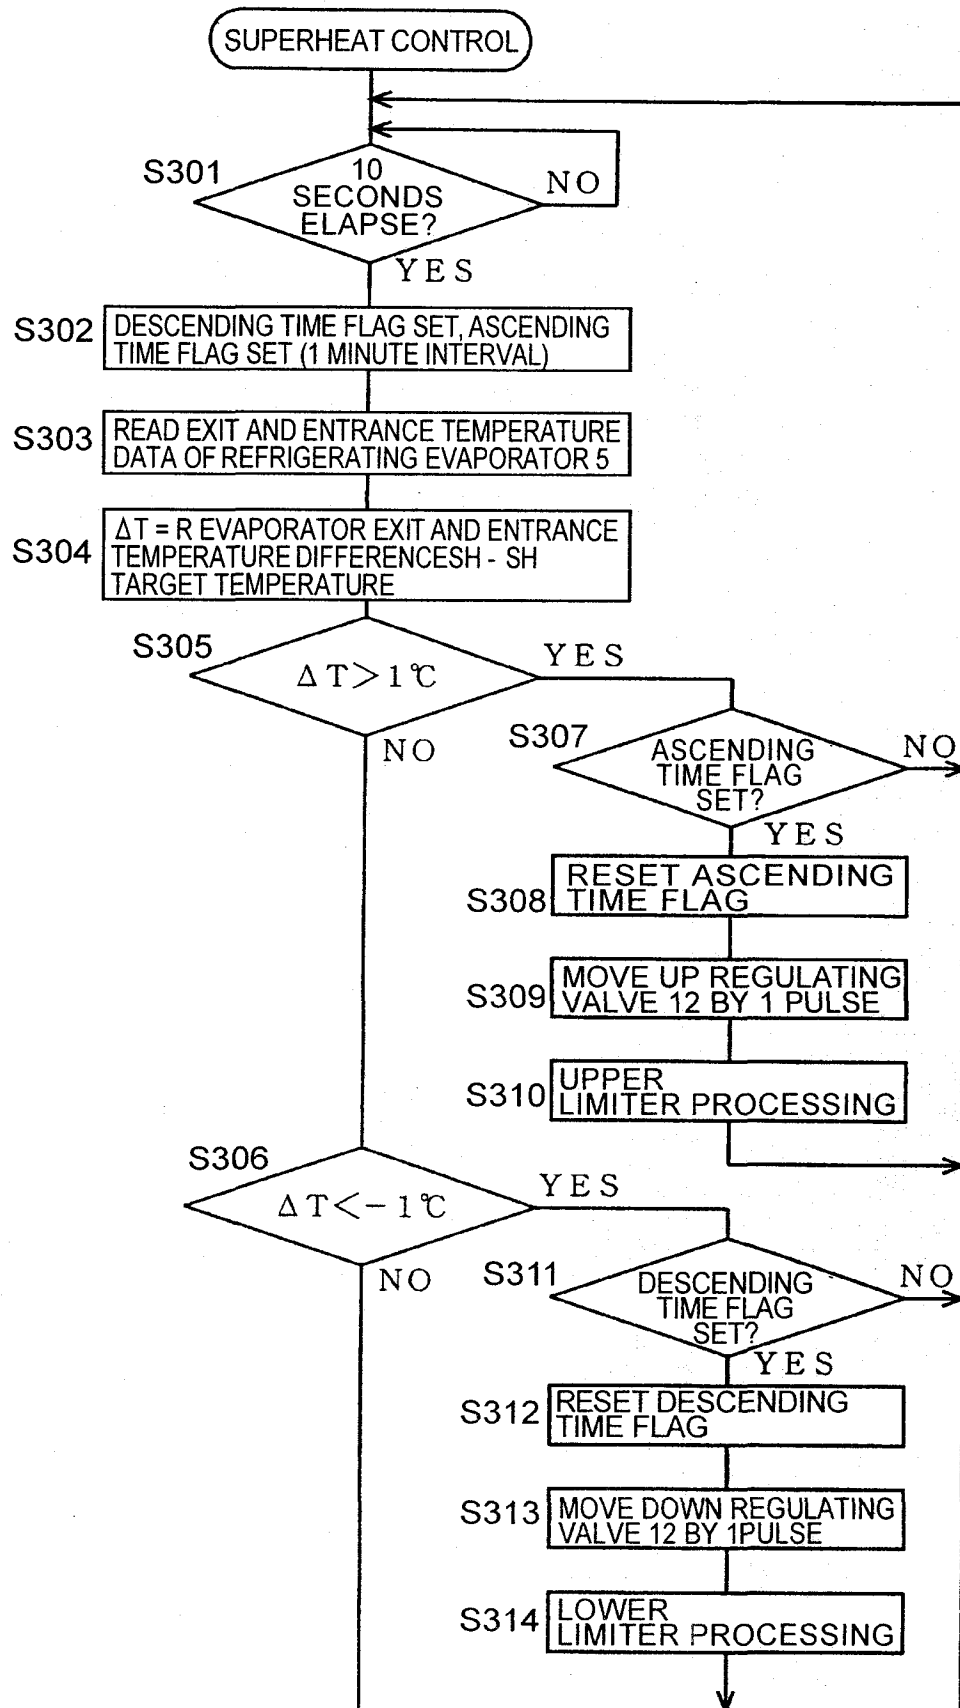 SUPERHEAT CONTROL
S301
10
SECONDS
ELAPSE?
NO
YES
S302
DESCENDING TIME FLAG SET, ASCENDING
TIME FLAG SET (1 MINUTE INTERVAL)
S303
READ EXIT AND ENTRANCE TEMPERATURE
DATA OF REFRIGERATING EVAPORATOR 5
S304
ΔT = R EVAPORATOR EXIT AND ENTRANCE
TEMPERATURE DIFFERENCESH - SH
TARGET TEMPERATURE
S305
ΔT>1℃
YES
NO
S307
ASCENDING
TIME FLAG
SET?
NO
YES
S308
RESET ASCENDING
TIME FLAG
S309
MOVE UP REGULATING
VALVE 12 BY 1 PULSE
S310
UPPER
LIMITER PROCESSING
S306
ΔT<-1℃
YES
NO
S311
DESCENDING
TIME FLAG
SET?
NO
YES
S312
RESET DESCENDING
TIME FLAG
S313
MOVE DOWN REGULATING
VALVE 12 BY 1PULSE
S314
LOWER
LIMITER PROCESSING